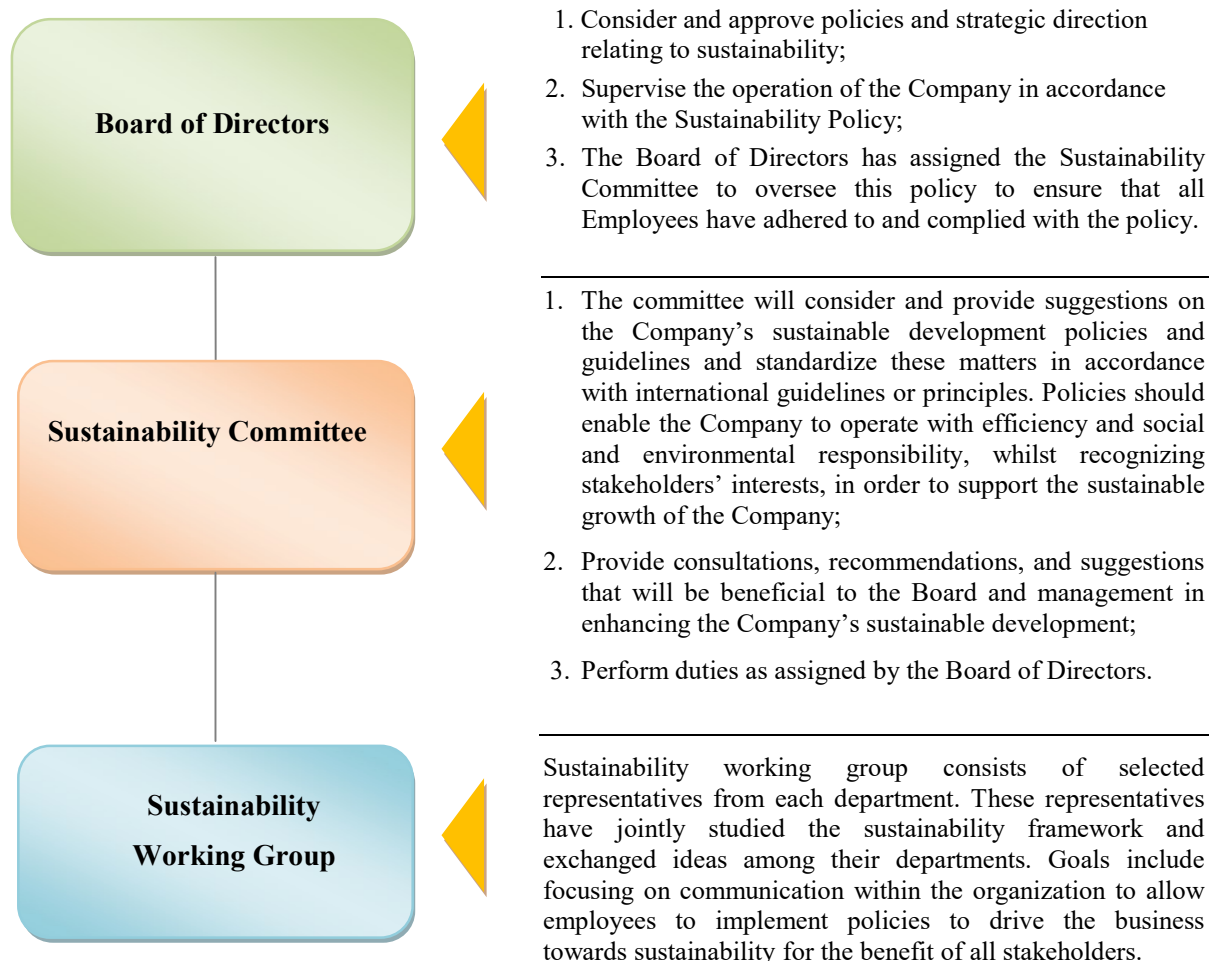 Board of Directors
1. Consider and approve policies and strategic direction
relating to sustainability;
2. Supervise the operation of the Company in accordance
with the Sustainability Policy;
3. The Board of Directors has assigned the Sustainability
Committee to oversee this policy to ensure that all
Employees have adhered to and complied with the policy.
Sustainability Committee
1. The committee will consider and provide suggestions on
the Company’s sustainable development policies and
guidelines and standardize these matters in accordance
with international guidelines or principles. Policies should
enable the Company to operate with efficiency and social
and environmental responsibility, whilst recognizing
stakeholders’ interests, in order to support the sustainable
growth of the Company;
2. Provide consultations, recommendations, and suggestions
that will be beneficial to the Board and management in
enhancing the Company’s sustainable development;
3. Perform duties as assigned by the Board of Directors.
Sustainability
Working Group
Sustainability working group consists of selected
representatives from each department. These representatives
have jointly studied the sustainability framework and
exchanged ideas among their departments. Goals include
focusing on communication within the organization to allow
employees to implement policies to drive the business
towards sustainability for the benefit of all stakeholders.